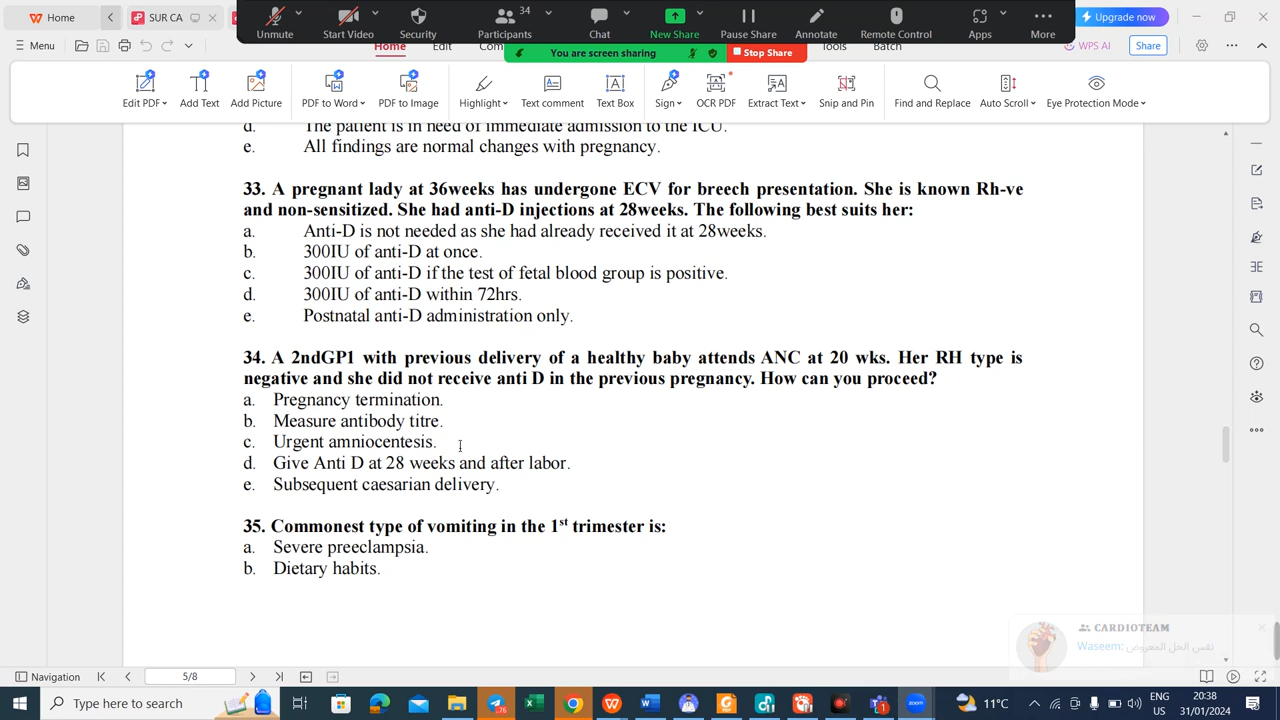 Home
SUR CA
Unmute
Start Video
Security
34
Participants
Chat
New Share
Pause Share
Annotate
Remote Control
Apps
More
Upgrade now
Menu
Home
Edit
Com
You are screen sharing
Stop Share
Tools
Batch
WPS AI
Share
Edit PDF
Add Text
Add Picture
PDF to Word
PDF to Image
Highlight
Text comment
Text Box
Sign
OCR PDF
Extract Text
Snip and Pin
Find and Replace
Auto Scroll
Eye Protection Mode
d. The patient is in need of immediate admission to the ICU.
e. All findings are normal changes with pregnancy.
33. A pregnant lady at 36weeks has undergone ECV for breech presentation. She is known Rh-ve
and non-sensitized. She had anti-D injections at 28weeks. The following best suits her:
a. Anti-D is not needed as she had already received it at 28weeks.
b. 300IU of anti-D at once.
c. 300IU of anti-D if the test of fetal blood group is positive.
d. 300IU of anti-D within 72hrs.
e. Postnatal anti-D administration only.
34. A 2ndGP1 with previous delivery of a healthy baby attends ANC at 20 wks. Her RH type is
negative and she did not receive anti D in the previous pregnancy. How can you proceed?
a. Pregnancy termination.
b. Measure antibody titre.
c. Urgent amniocentesis.
d. Give Anti D at 28 weeks and after labor.
e. Subsequent caesarian delivery.
35. Commonest type of vomiting in the 1st trimester is:
a. Severe preeclampsia.
b. Dietary habits.
CARDIOTEAM
Waseem: نفس الحل المعروض
Navigation
5/8
Type here to search
76
1
zoom
11°C
ENG
YAG
20:38
31/01/2024